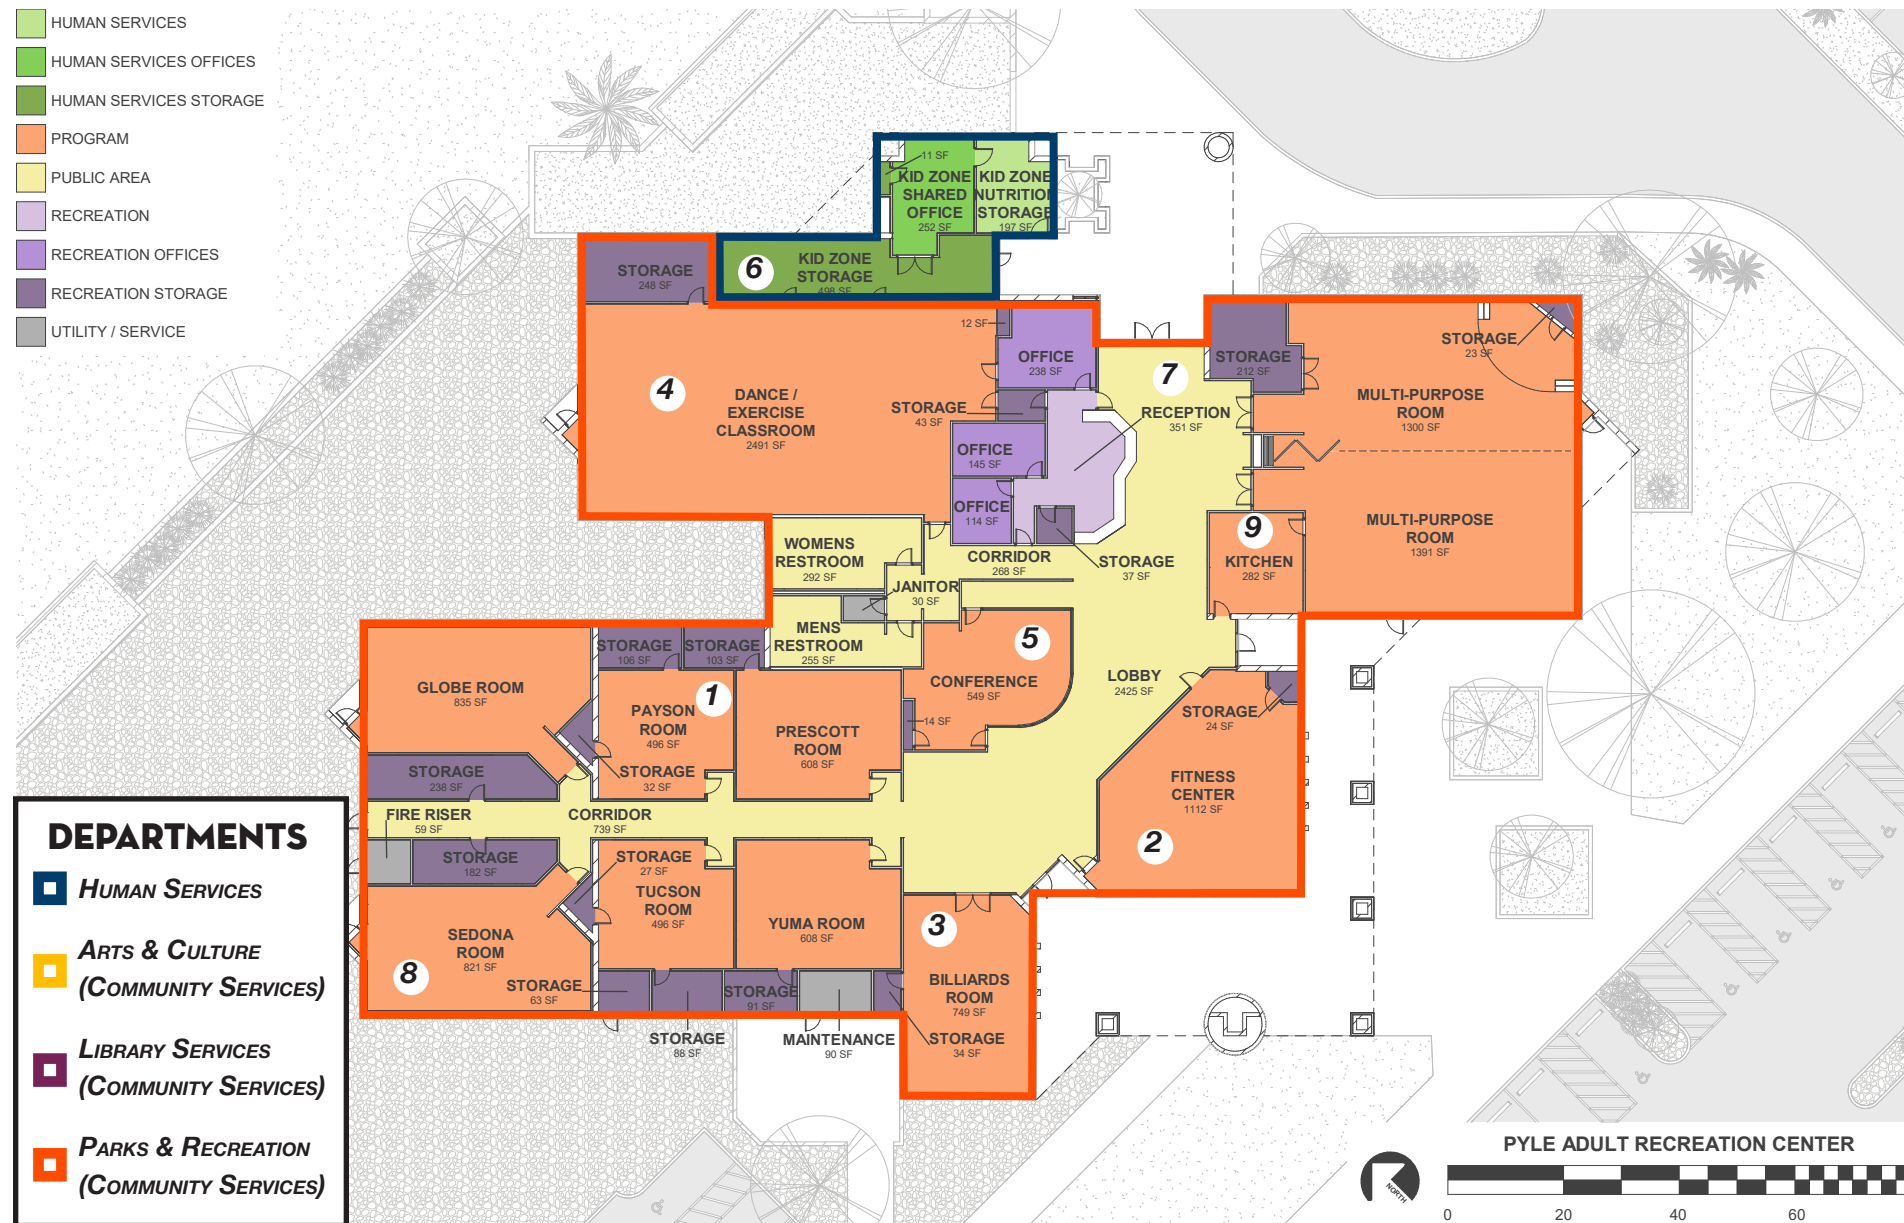 HUMAN SERVICES
HUMAN SERVICES OFFICES
HUMAN SERVICES STORAGE
PROGRAM
PUBLIC AREA
RECREATION
RECREATION OFFICES
RECREATION STORAGE
UTILITY / SERVICE
11 SF
KID ZONE
SHARED
OFFICE
252 SF
KID ZONE
NUTRITION
STORAGE
197 SF
6
KID ZONE
STORAGE
498 SF
STORAGE
248 SF
4
DANCE /
EXERCISE
CLASSROOM
2491 SF
12 SF
OFFICE
238 SF
STORAGE
43 SF
OFFICE
145 SF
OFFICE
114 SF
7
RECEPTION
351 SF
STORAGE
212 SF
STORAGE
23 SF
MULTI-PURPOSE
ROOM
1300 SF
MULTI-PURPOSE
ROOM
1391 SF
9
KITCHEN
282 SF
WOMENS
RESTROOM
292 SF
CORRIDOR
268 SF
STORAGE
37 SF
JANITOR
30 SF
MENS
RESTROOM
255 SF
5
CONFERENCE
549 SF
14 SF
LOBBY
2425 SF
STORAGE
24 SF
FITNESS
CENTER
1112 SF
2
GLOBE ROOM
835 SF
STORAGE
106 SF
STORAGE
103 SF
1
PAYSON
ROOM
496 SF
PRESCOTT
ROOM
608 SF
STORAGE
238 SF
STORAGE
32 SF
FIRE RISER
59 SF
CORRIDOR
739 SF
STORAGE
182 SF
STORAGE
27 SF
TUCSON
ROOM
496 SF
YUMA ROOM
608 SF
3
BILLIARDS
ROOM
749 SF
SEDONA
ROOM
821 SF
8
STORAGE
63 SF
STORAGE
91 SF
STORAGE
88 SF
MAINTENANCE
90 SF
STORAGE
34 SF
DEPARTMENTS
HUMAN SERVICES
ARTS & CULTURE
(COMMUNITY SERVICES)
LIBRARY SERVICES
(COMMUNITY SERVICES)
PARKS & RECREATION
(COMMUNITY SERVICES)
PYLE ADULT RECREATION CENTER
NORTH
0 20 40 60